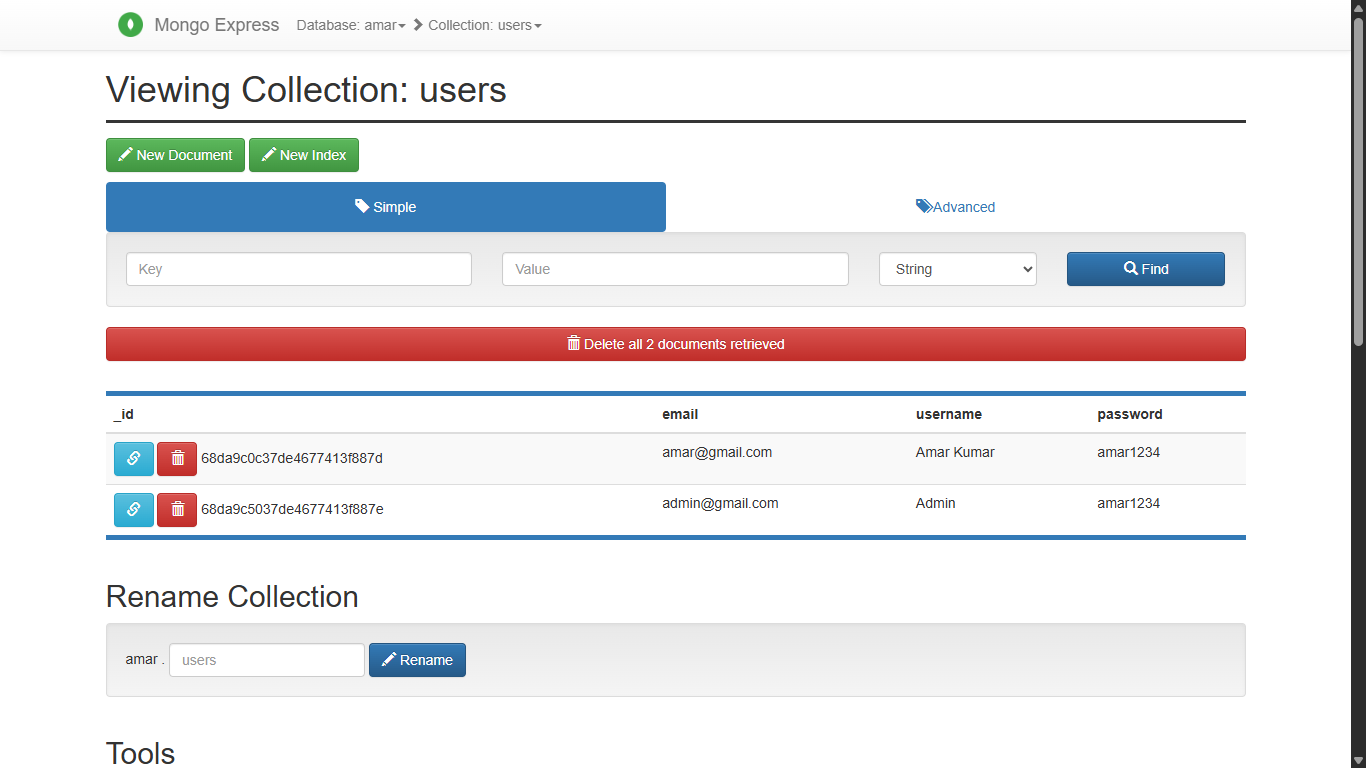 Mongo Express Database: amar Collection: users
Viewing Collection: users
New Document New Index
Simple Advanced
Key Value String Find
Delete all 2 documents retrieved
_id email username password
68da9c0c37de4677413f887d amar@gmail.com Amar Kumar amar1234
68da9c5037de4677413f887e admin@gmail.com Admin amar1234
Rename Collection
amar . users Rename
Tools